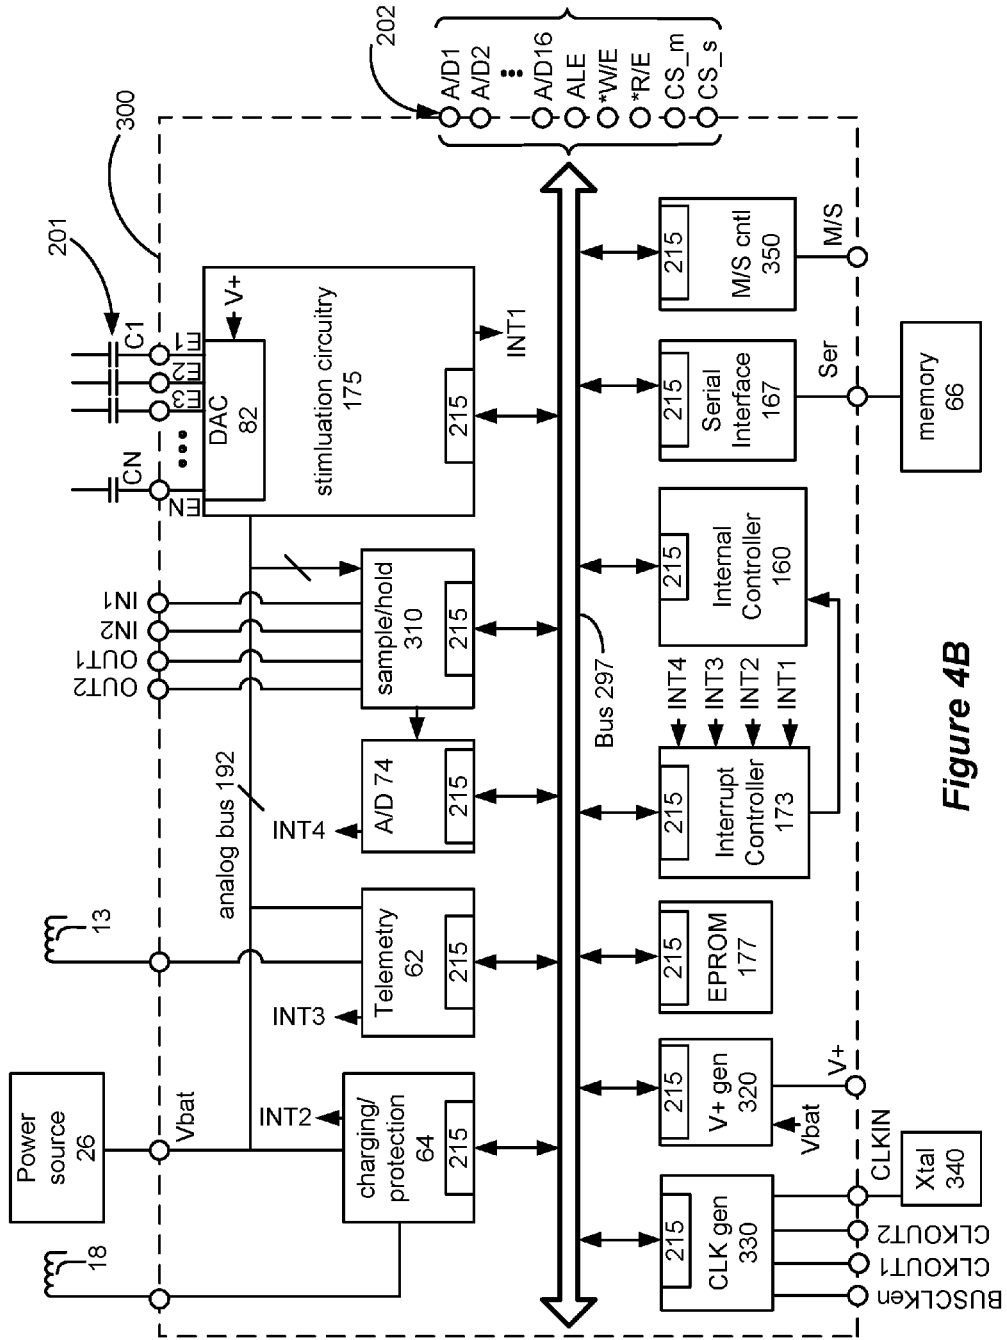 18
Power
source
26
Vbat
13
OUT2
OUT1
IN2
IN1
CN
C1
201
300
202
EN
E3
E2
E1
•••
DAC
82
V+
stimluation circuitry
175
215
INT1
analog bus 192
INT2
charging/
protection
64
215
INT3
Telemetry
62
215
INT4
A/D 74
215
sample/hold
310
215
A/D1
A/D2
•••
A/D16
ALE
*W/E
*R/E
CS_m
CS_s
Bus 297
215
CLK gen
330
215
V+ gen
320
Vbat
215
EPROM
177
215
Interrupt
Controller
173
INT4
INT3
INT2
INT1
215
Internal
Controller
160
215
Serial
Interface
167
215
M/S cntl
350
BUSCLKen
CLKOUT1
CLKOUT2
CLKIN
V+
Ser
M/S
Xtal
340
memory
66
Figure 4B